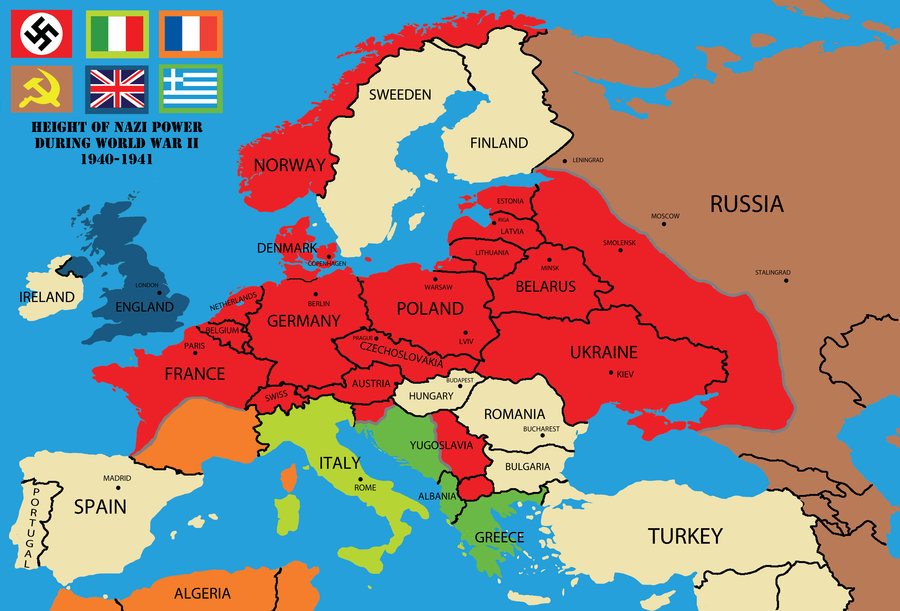 HEIGHT OF NAZI POWER
DURING WORLD WAR II
1940-1941
SWEEDEN
FINLAND
NORWAY
LENINGRAD
RUSSIA
ESTONIA
MOSCOW
RIGA
LATVIA
SMOLENSK
DENMARK
COPENHAGEN
LITHUANIA
MINSK
STALINGRAD
BELARUS
IRELAND
LONDON
ENGLAND
NETHERLANDS
BERLIN
WARSAW
GERMANY
POLAND
BELGIUM
PARIS
PRAGUE
CZECHOSLOVAKIA
LVIV
UKRAINE
KIEV
FRANCE
AUSTRIA
BUDAPEST
SWISS
HUNGARY
ROMANIA
BUCHAREST
YUGOSLAVIA
ITALY
BULGARIA
MADRID
ROME
SPAIN
PORTUGAL
ALBANIA
GREECE
TURKEY
ALGERIA